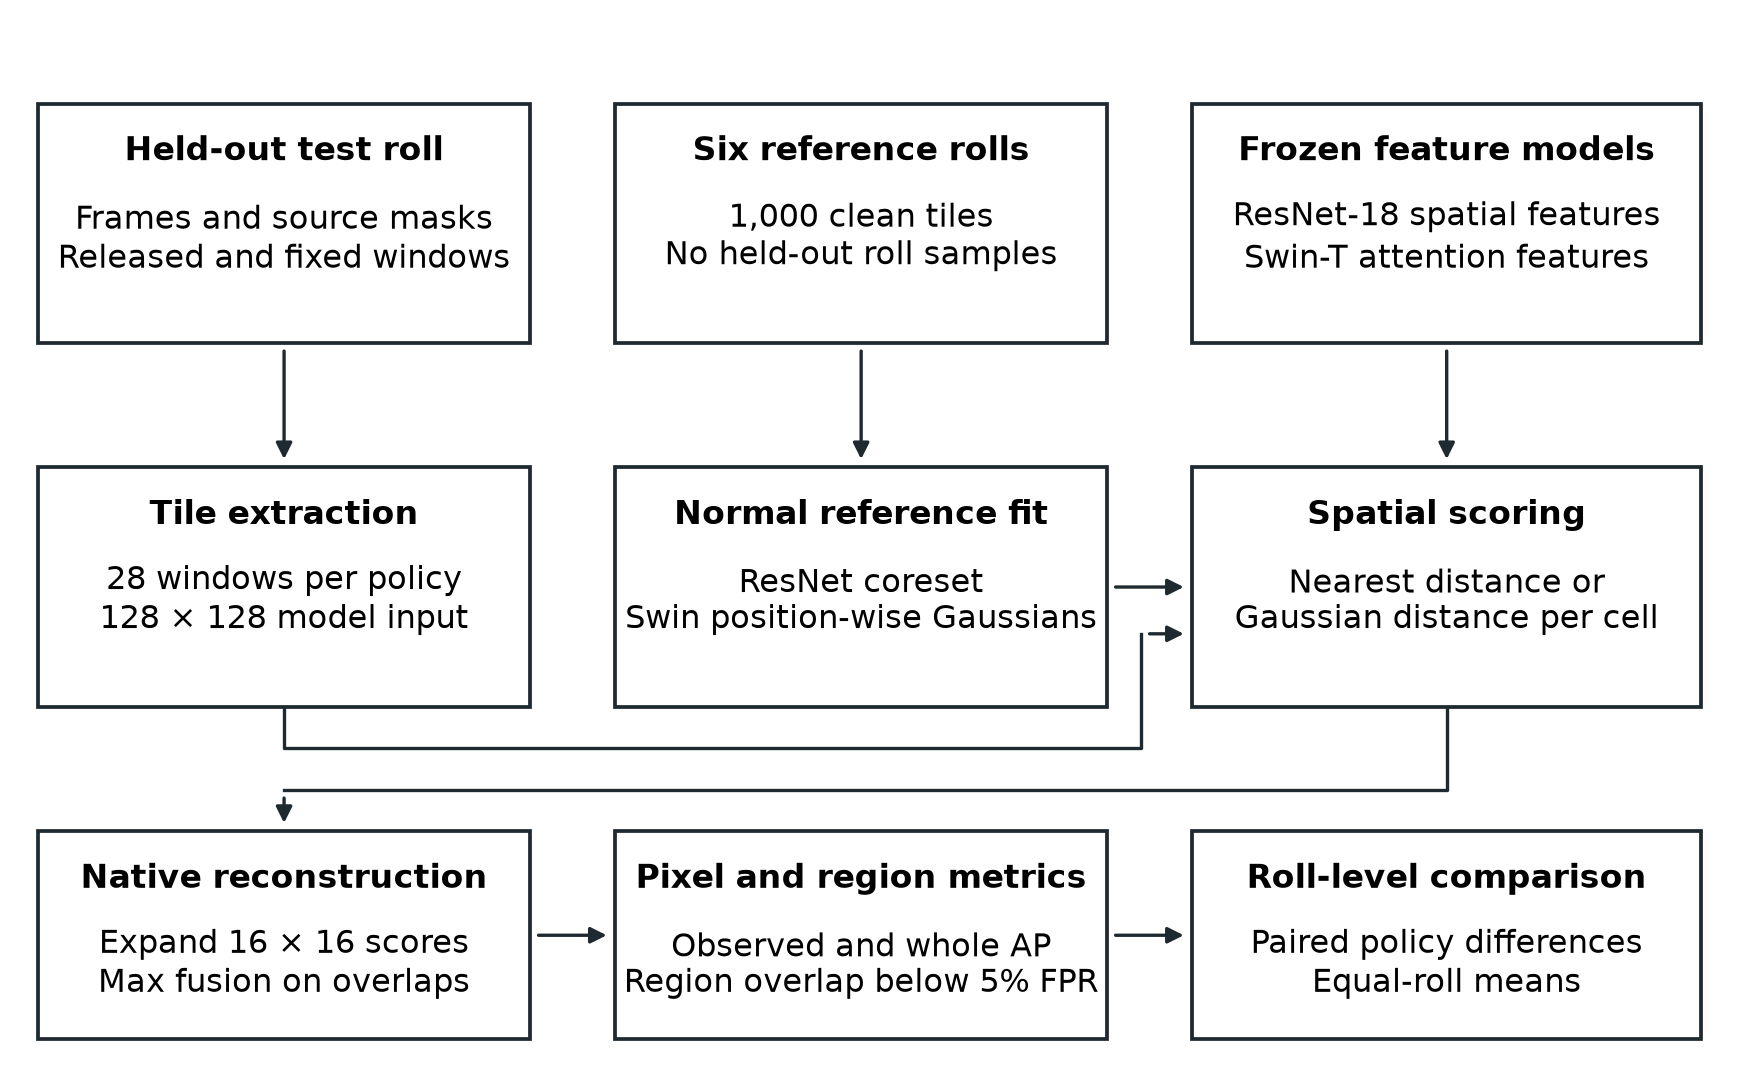 Held-out test roll
Frames and source masks
Released and fixed windows
Six reference rolls
1,000 clean tiles
No held-out roll samples
Frozen feature models
ResNet-18 spatial features
Swin-T attention features
Tile extraction
28 windows per policy
128 × 128 model input
Normal reference fit
ResNet coreset
Swin position-wise Gaussians
Spatial scoring
Nearest distance or
Gaussian distance per cell
Native reconstruction
Expand 16 × 16 scores
Max fusion on overlaps
Pixel and region metrics
Observed and whole AP
Region overlap below 5% FPR
Roll-level comparison
Paired policy differences
Equal-roll means